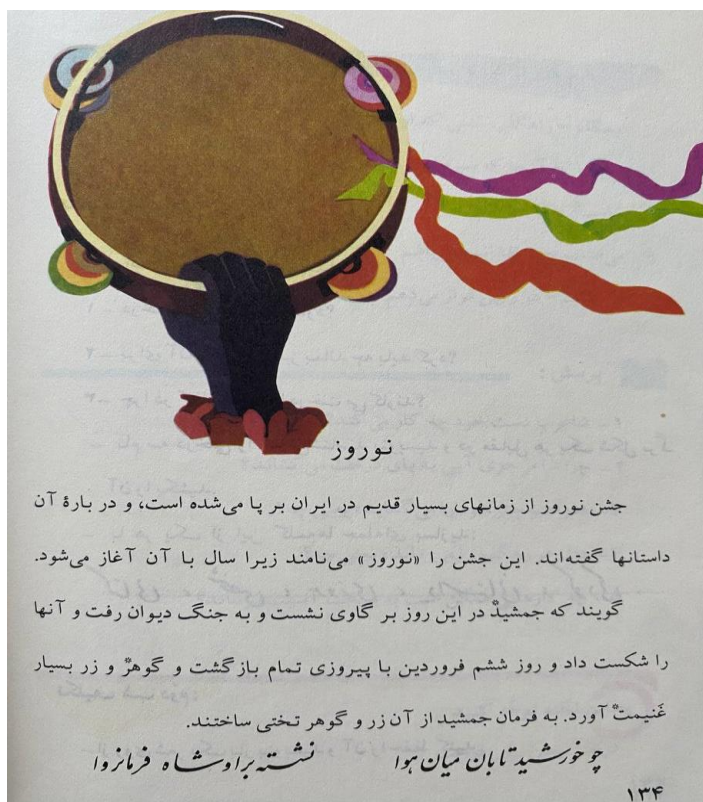 نوروز
جشن نوروز از زمانهای بسیار قدیم در ایران بر پا می‌شده است، و در بارهٔ آن
داستانها گفته‌اند. این جشن را «نوروز» می‌نامند زیرا سال با آن آغاز می‌شود.
گویند که جمشید* در این روز بر گاوی نشست و به جنگ دیوان رفت و آنها
را شکست داد و روز ششم فروردین با پیروزی تمام بازگشت و گوهر* و زر بسیار
غَنیمت* آورد. به فرمان جمشید از آن زر و گوهر تختی ساختند.
چو خورشید تابان میان هوا نشسته بر او شاه فرمانروا
۱۳۴